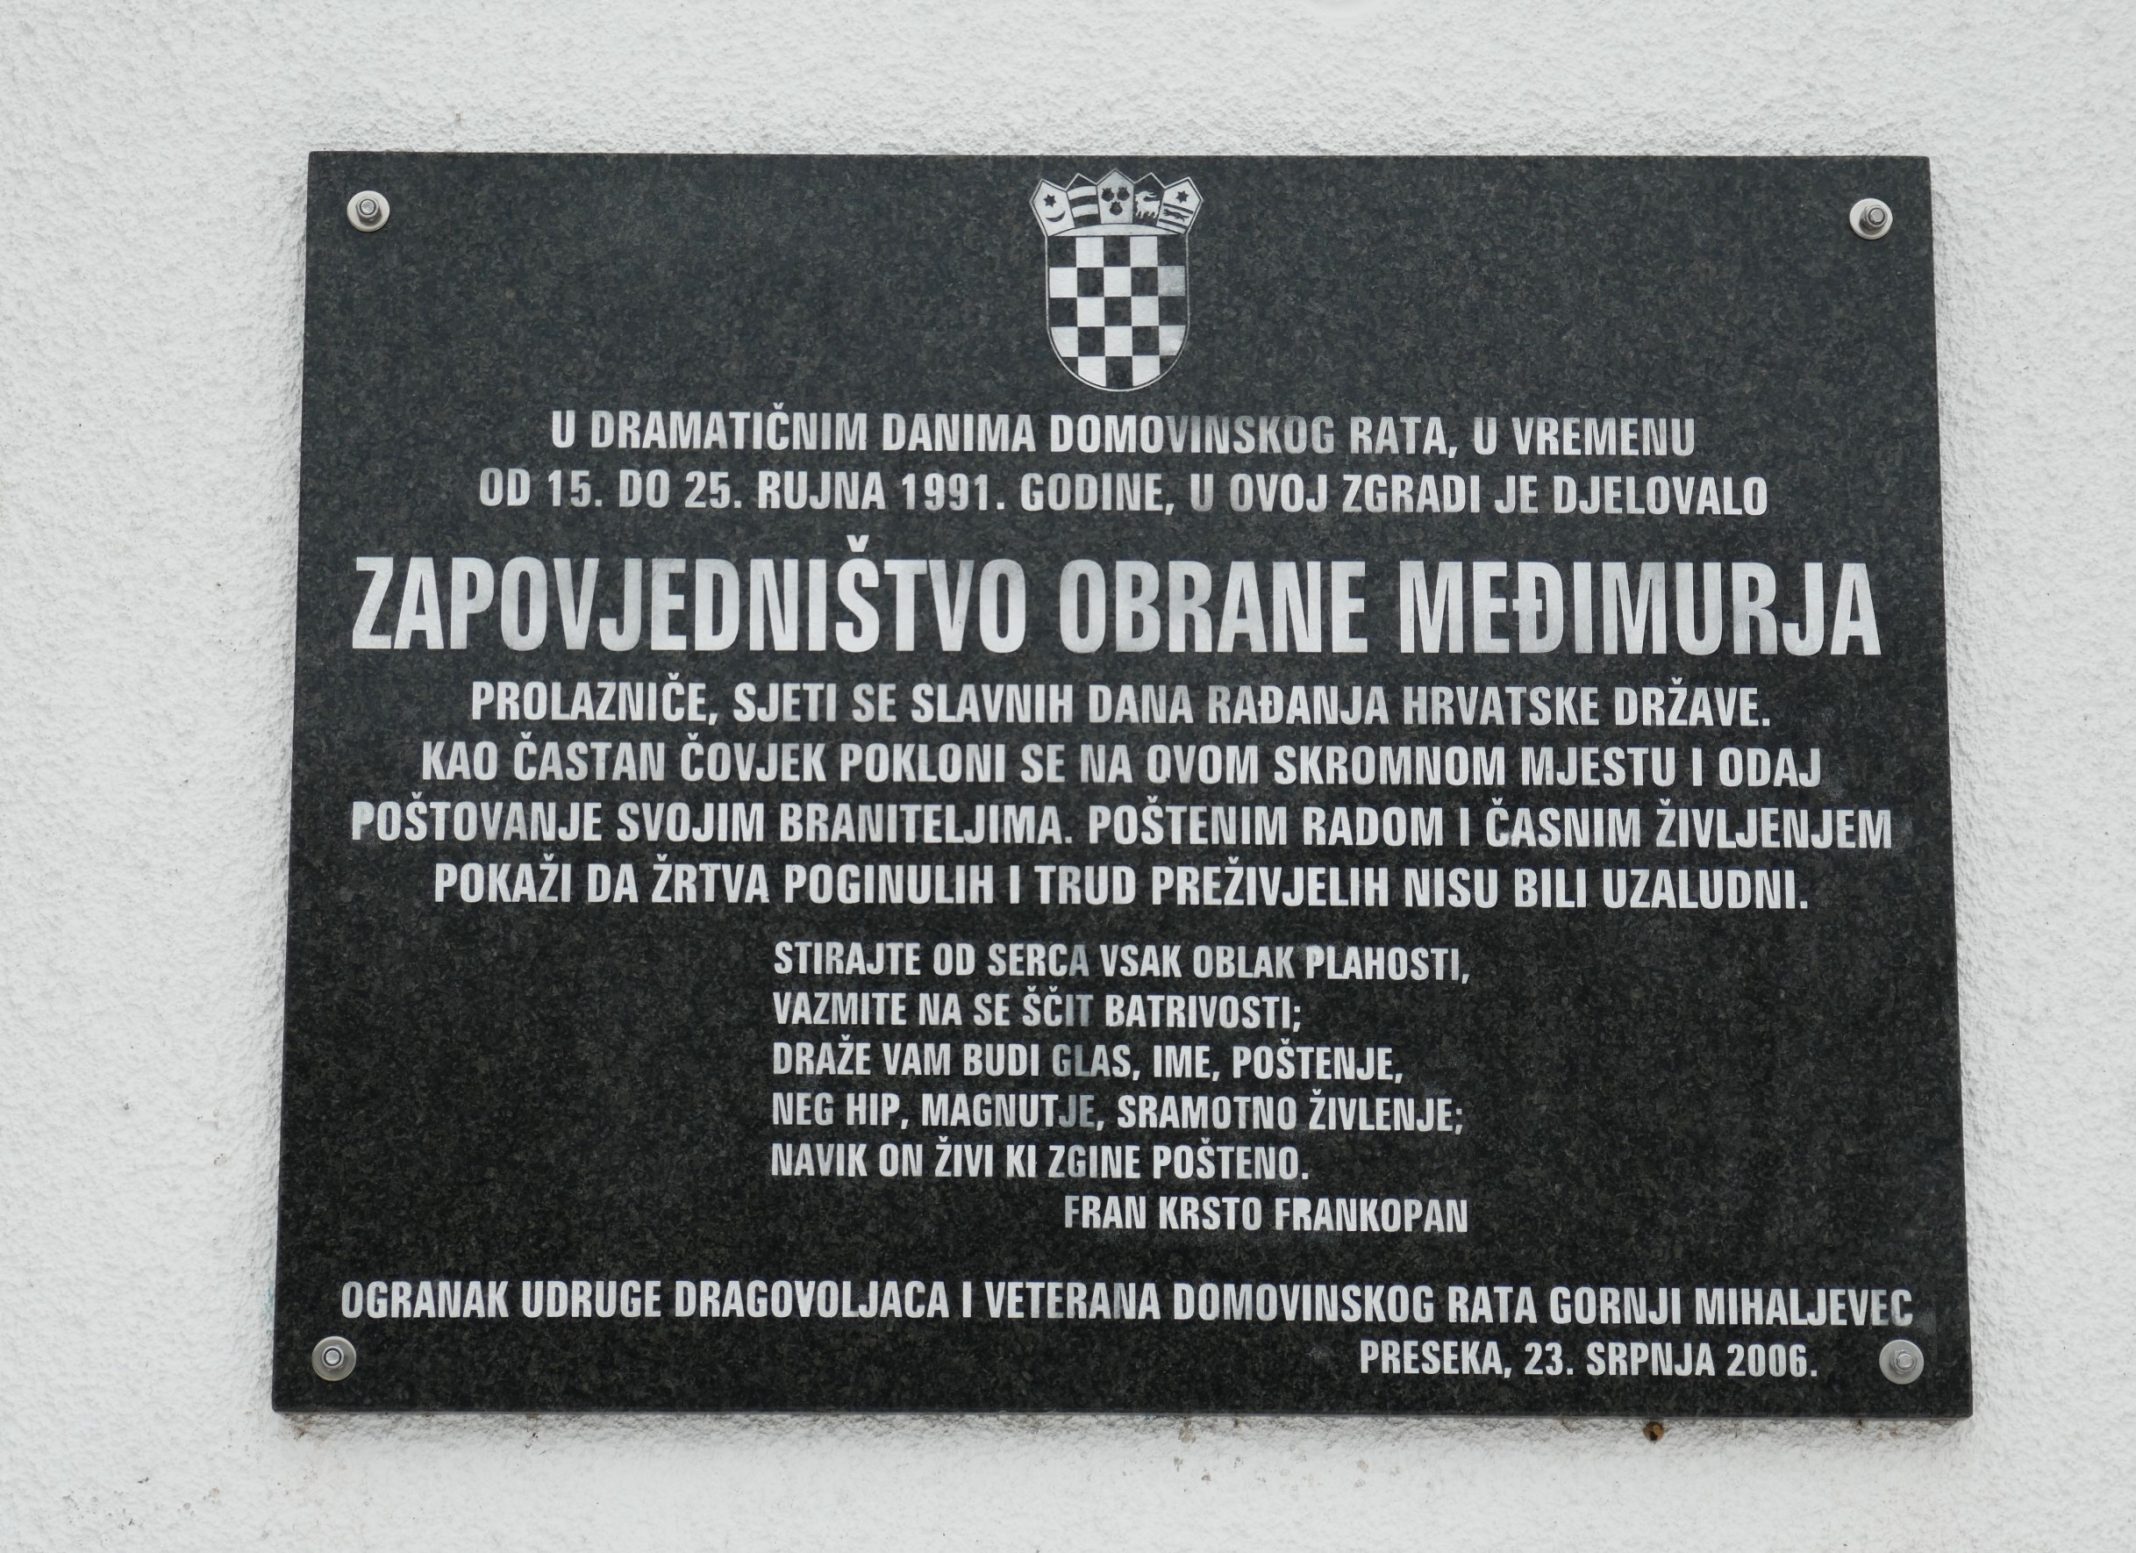 U DRAMATIČNIM DANIMA DOMOVINSKOG RATA, U VREMENU
OD 15. DO 25. RUJNA 1991. GODINE, U OVOJ ZGRADI JE DJELOVALO
ZAPOVJEDNIŠTVO OBRANE MEĐIMURJA
PROLAZNIČE, SJETI SE SLAVNIH DANA RAĐANJA HRVATSKE DRŽAVE.
KAO ČASTAN ČOVJEK POKLONI SE NA OVOM SKROMNOM MJESTU I ODAJ
POŠTOVANJE SVOJIM BRANITELJIMA. POŠTENIM RADOM I ČASNIM ŽIVLJENJEM
POKAŽI DA ŽRTVA POGINULIH I TRUD PREŽIVJELIH NISU BILI UZALUDNI.
STIRAJTE OD SERCA VSAK OBLAK PLAHOSTI,
VAZMITE NA SE ŠČIT BATRIVOSTI;
DRAŽE VAM BUDI GLAS, IME, POŠTENJE,
NEG HIP, MAGNUTJE, SRAMOTNO ŽIVLENJE;
NAVIK ON ŽIVI KI ZGINE POŠTENO.
FRAN KRSTO FRANKOPAN
OGRANAK UDRUGE DRAGOVOLJACA I VETERANA DOMOVINSKOG RATA GORNJI MIHALJEVEC
PRESEKA, 23. SRPNJA 2006.